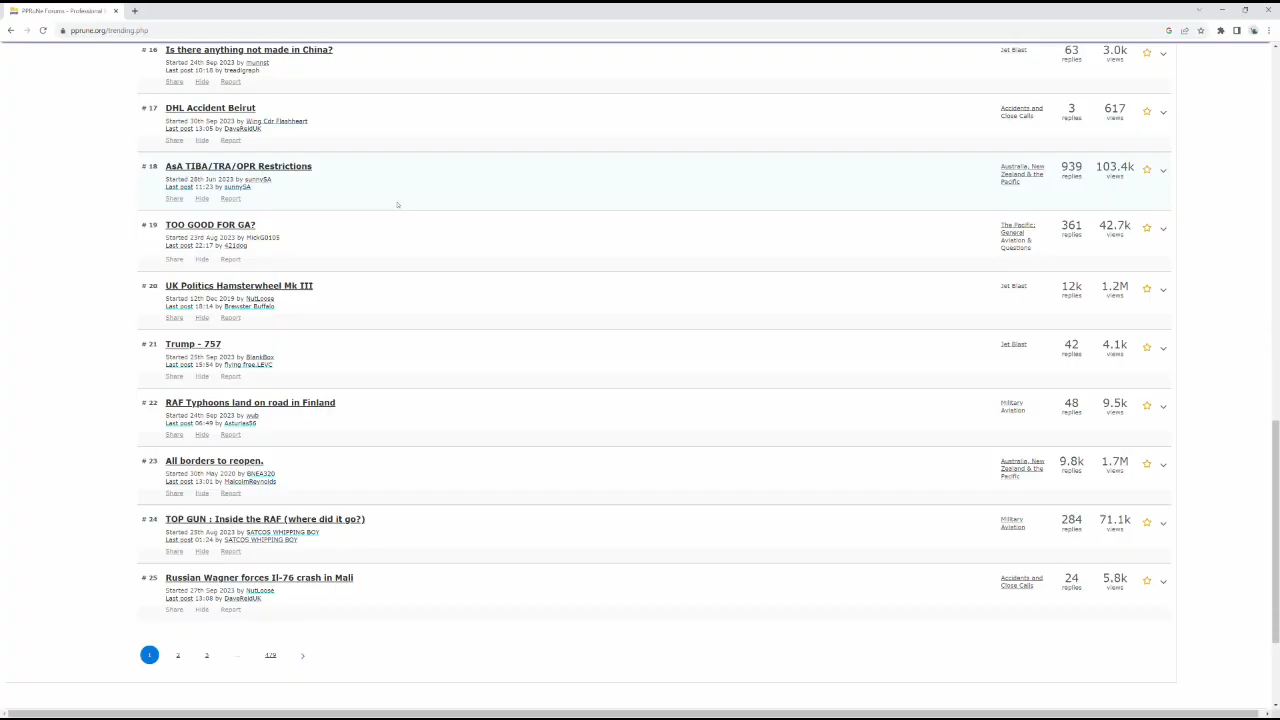 PPRuNe Forums - Professional
pprune.org/trending.php
# 16 Is there anything not made in China? Jet Blast 63 3.0k
Started 24th Sep 2023 by munnst replies views
Last post 10:18 by treadigraph
Share Hide Report
# 17 DHL Accident Beirut Accidents and Close Calls 3 617
Started 30th Sep 2023 by Wing Cdr Flashheart replies views
Last post 13:05 by DaveReidUK
Share Hide Report
# 18 AsA TIBA/TRA/OPR Restrictions Australia, New Zealand & the Pacific 939 103.4k
Started 28th Jun 2023 by sunnySA replies views
Last post 11:23 by sunnySA
Share Hide Report
# 19 TOO GOOD FOR GA? The Pacific: General Aviation & Questions 361 42.7k
Started 23rd Aug 2023 by MickG0105 replies views
Last post 22:17 by 421dog
Share Hide Report
# 20 UK Politics Hamsterwheel Mk III Jet Blast 12k 1.2M
Started 12th Dec 2019 by NutLoose replies views
Last post 18:14 by Brewster Buffalo
Share Hide Report
# 21 Trump - 757 Jet Blast 42 4.1k
Started 25th Sep 2023 by BlankBox replies views
Last post 15:54 by flying free.LEVC
Share Hide Report
# 22 RAF Typhoons land on road in Finland Military Aviation 48 9.5k
Started 24th Sep 2023 by wub replies views
Last post 06:49 by Asturias56
Share Hide Report
# 23 All borders to reopen. Australia, New Zealand & the Pacific 9.8k 1.7M
Started 30th May 2020 by BNEA320 replies views
Last post 13:01 by MalcolmReynolds
Share Hide Report
# 24 TOP GUN : Inside the RAF (where did it go?) Military Aviation 284 71.1k
Started 25th Aug 2023 by SATCOS WHIPPING BOY replies views
Last post 01:24 by SATCOS WHIPPING BOY
Share Hide Report
# 25 Russian Wagner forces Il-76 crash in Mali Accidents and Close Calls 24 5.8k
Started 27th Sep 2023 by NutLoose replies views
Last post 13:08 by DaveReidUK
Share Hide Report
1 2 3 ... 479